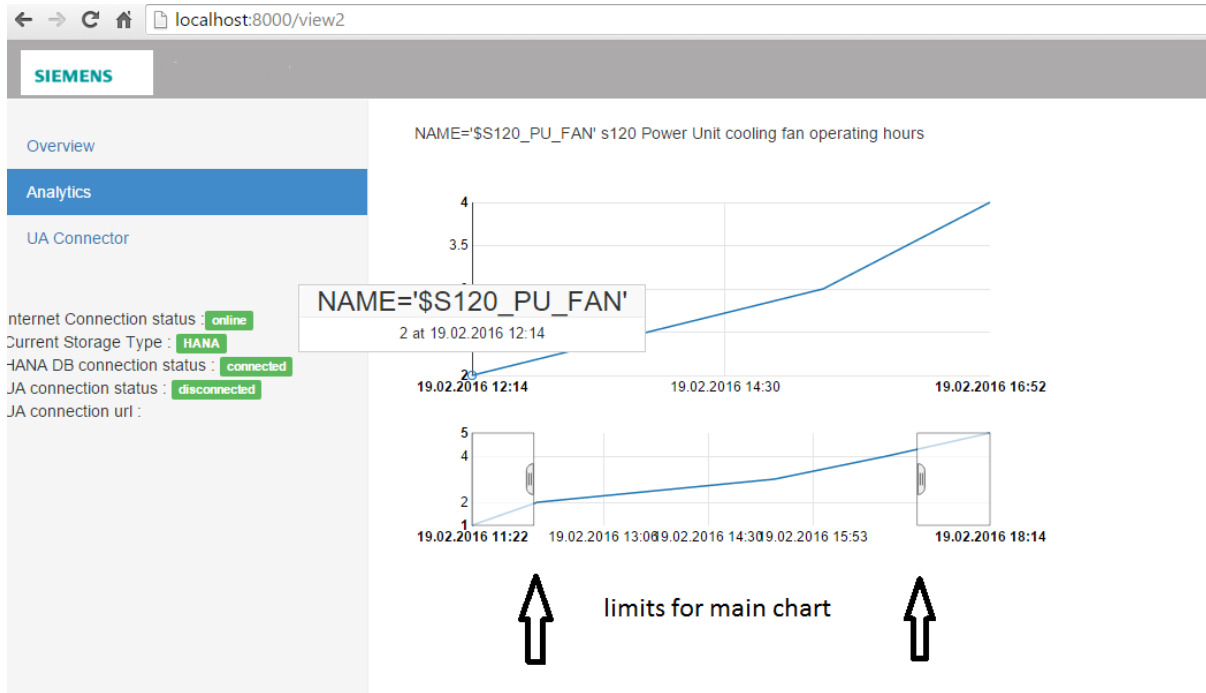 localhost:8000/view2
SIEMENS
Overview
Analytics
UA Connector
nternet Connection status : online
Current Storage Type : HANA
HANA DB connection status : connected
UA connection status : disconnected
UA connection url :
NAME='$S120_PU_FAN' s120 Power Unit cooling fan operating hours
4
3.5
NAME='$S120_PU_FAN'
2 at 19.02.2016 12:14
2
19.02.2016 12:14 19.02.2016 14:30 19.02.2016 16:52
5
4
2
1
19.02.2016 11:22 19.02.2016 13:06 19.02.2016 14:30 19.02.2016 15:53 19.02.2016 18:14
limits for main chart